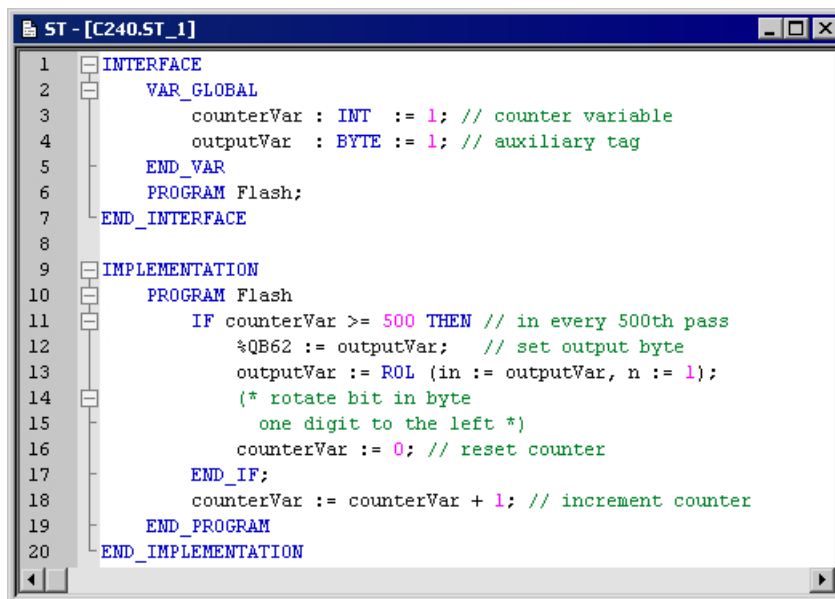 ST - [C240.ST_1]
1 INTERFACE
2 VAR_GLOBAL
3 counterVar : INT := 1; // counter variable
4 outputVar : BYTE := 1; // auxiliary tag
5 END_VAR
6 PROGRAM Flash;
7 END_INTERFACE
8
9 IMPLEMENTATION
10 PROGRAM Flash
11 IF counterVar >= 500 THEN // in every 500th pass
12 %QB62 := outputVar; // set output byte
13 outputVar := ROL (in := outputVar, n := 1);
14 (* rotate bit in byte
15 one digit to the left *)
16 counterVar := 0; // reset counter
17 END_IF;
18 counterVar := counterVar + 1; // increment counter
19 END_PROGRAM
20 END_IMPLEMENTATION